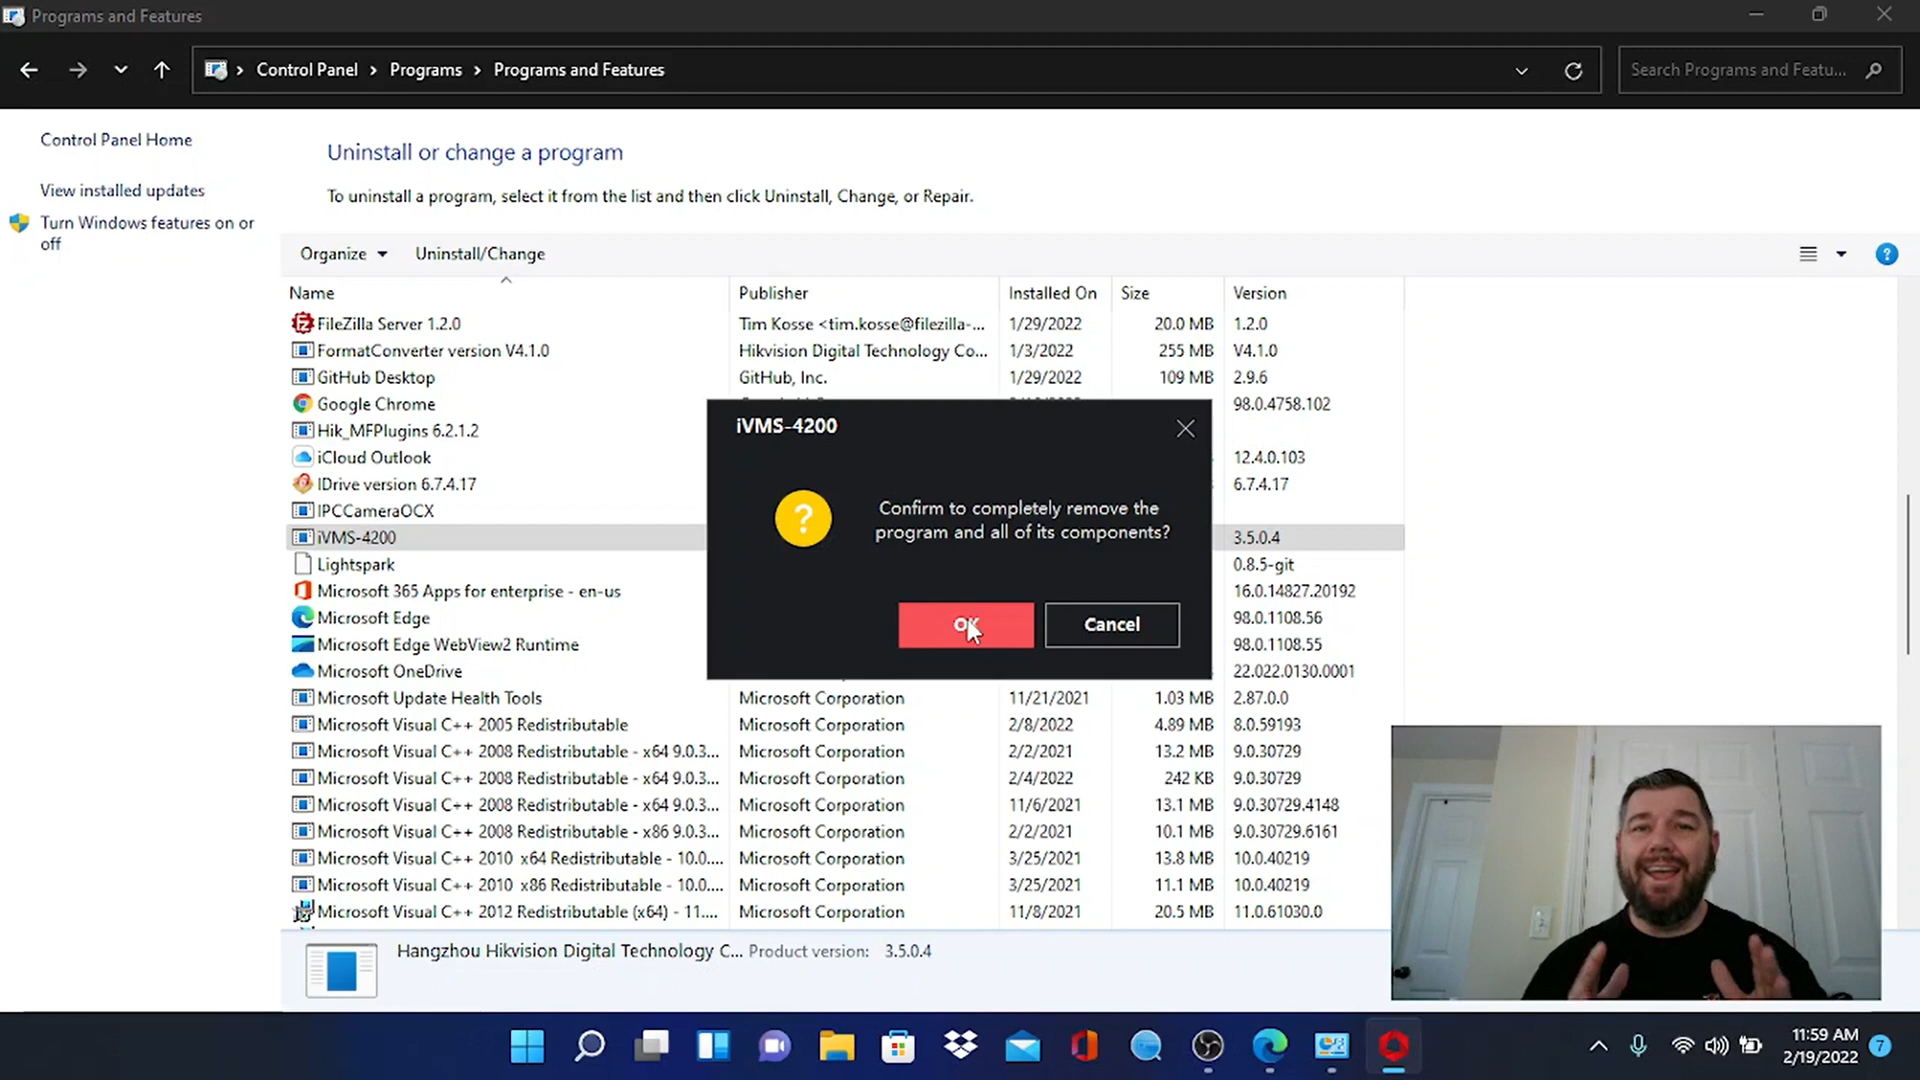 Programs and Features
Control Panel Programs Programs and Features
Search Programs and Featu...
Control Panel Home
View installed updates
Turn Windows features on or
off
Uninstall or change a program
To uninstall a program, select it from the list and then click Uninstall, Change, or Repair.
Organize Uninstall/Change
Name Publisher Installed On Size Version
FileZilla Server 1.2.0 Tim Kosse <tim.kosse@filezilla-... 1/29/2022 20.0 MB 1.2.0
FormatConverter version V4.1.0 Hikvision Digital Technology Co... 1/3/2022 255 MB V4.1.0
GitHub Desktop GitHub, Inc. 1/29/2022 109 MB 2.9.6
Google Chrome 98.0.4758.102
Hik_MFPlugins 6.2.1.2
iCloud Outlook 12.4.0.103
IDrive version 6.7.4.17 6.7.4.17
IPCCameraOCX
iVMS-4200 3.5.0.4
Lightspark 0.8.5-git
Microsoft 365 Apps for enterprise - en-us 16.0.14827.20192
Microsoft Edge 98.0.1108.56
Microsoft Edge WebView2 Runtime 98.0.1108.55
Microsoft OneDrive 22.022.0130.0001
Microsoft Update Health Tools Microsoft Corporation 11/21/2021 1.03 MB 2.87.0.0
Microsoft Visual C++ 2005 Redistributable Microsoft Corporation 2/8/2022 4.89 MB 8.0.59193
Microsoft Visual C++ 2008 Redistributable - x64 9.0.3... Microsoft Corporation 2/2/2021 13.2 MB 9.0.30729
Microsoft Visual C++ 2008 Redistributable - x64 9.0.3... Microsoft Corporation 2/4/2022 242 KB 9.0.30729
Microsoft Visual C++ 2008 Redistributable - x64 9.0.3... Microsoft Corporation 11/6/2021 13.1 MB 9.0.30729.4148
Microsoft Visual C++ 2008 Redistributable - x86 9.0.3... Microsoft Corporation 2/2/2021 10.1 MB 9.0.30729.6161
Microsoft Visual C++ 2010 x64 Redistributable - 10.0.... Microsoft Corporation 3/25/2021 13.8 MB 10.0.40219
Microsoft Visual C++ 2010 x86 Redistributable - 10.0.... Microsoft Corporation 3/25/2021 11.1 MB 10.0.40219
Microsoft Visual C++ 2012 Redistributable (x64) - 11.... Microsoft Corporation 11/8/2021 20.5 MB 11.0.61030.0
iVMS-4200
Confirm to completely remove the
program and all of its components?
OK Cancel
Hangzhou Hikvision Digital Technology C... Product version: 3.5.0.4
11:59 AM
2/19/2022
7